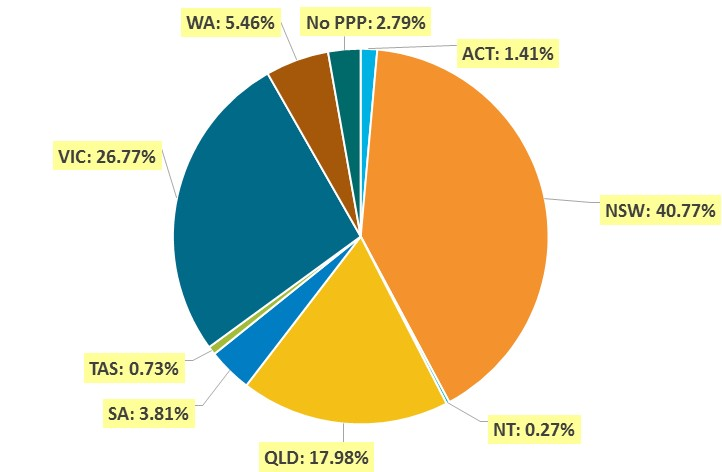 WA: 5.46%
No PPP: 2.79%
ACT: 1.41%
VIC: 26.77%
NSW: 40.77%
TAS: 0.73%
SA: 3.81%
NT: 0.27%
QLD: 17.98%